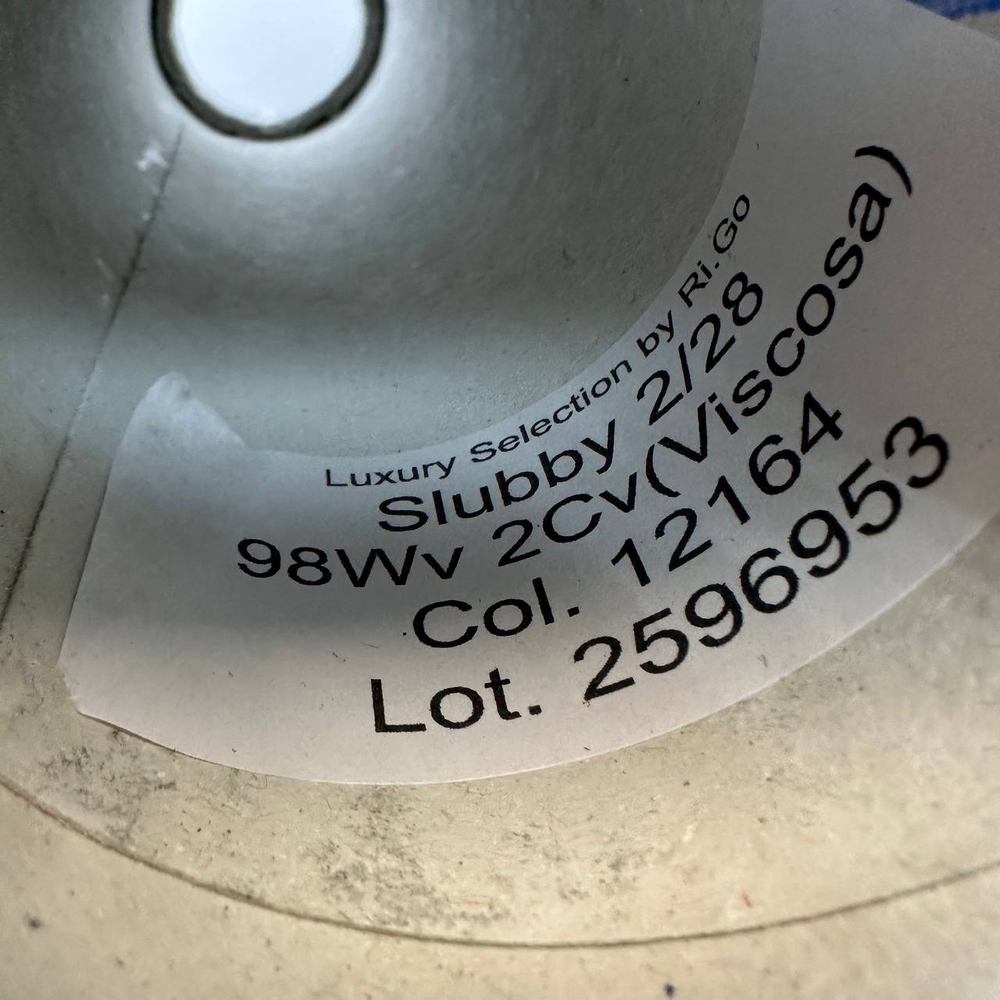 Luxury Selection by Ri.Go
Slubby 2/28
98Wv 2Cv(Viscosa)
Col. 12164
Lot. 2596953